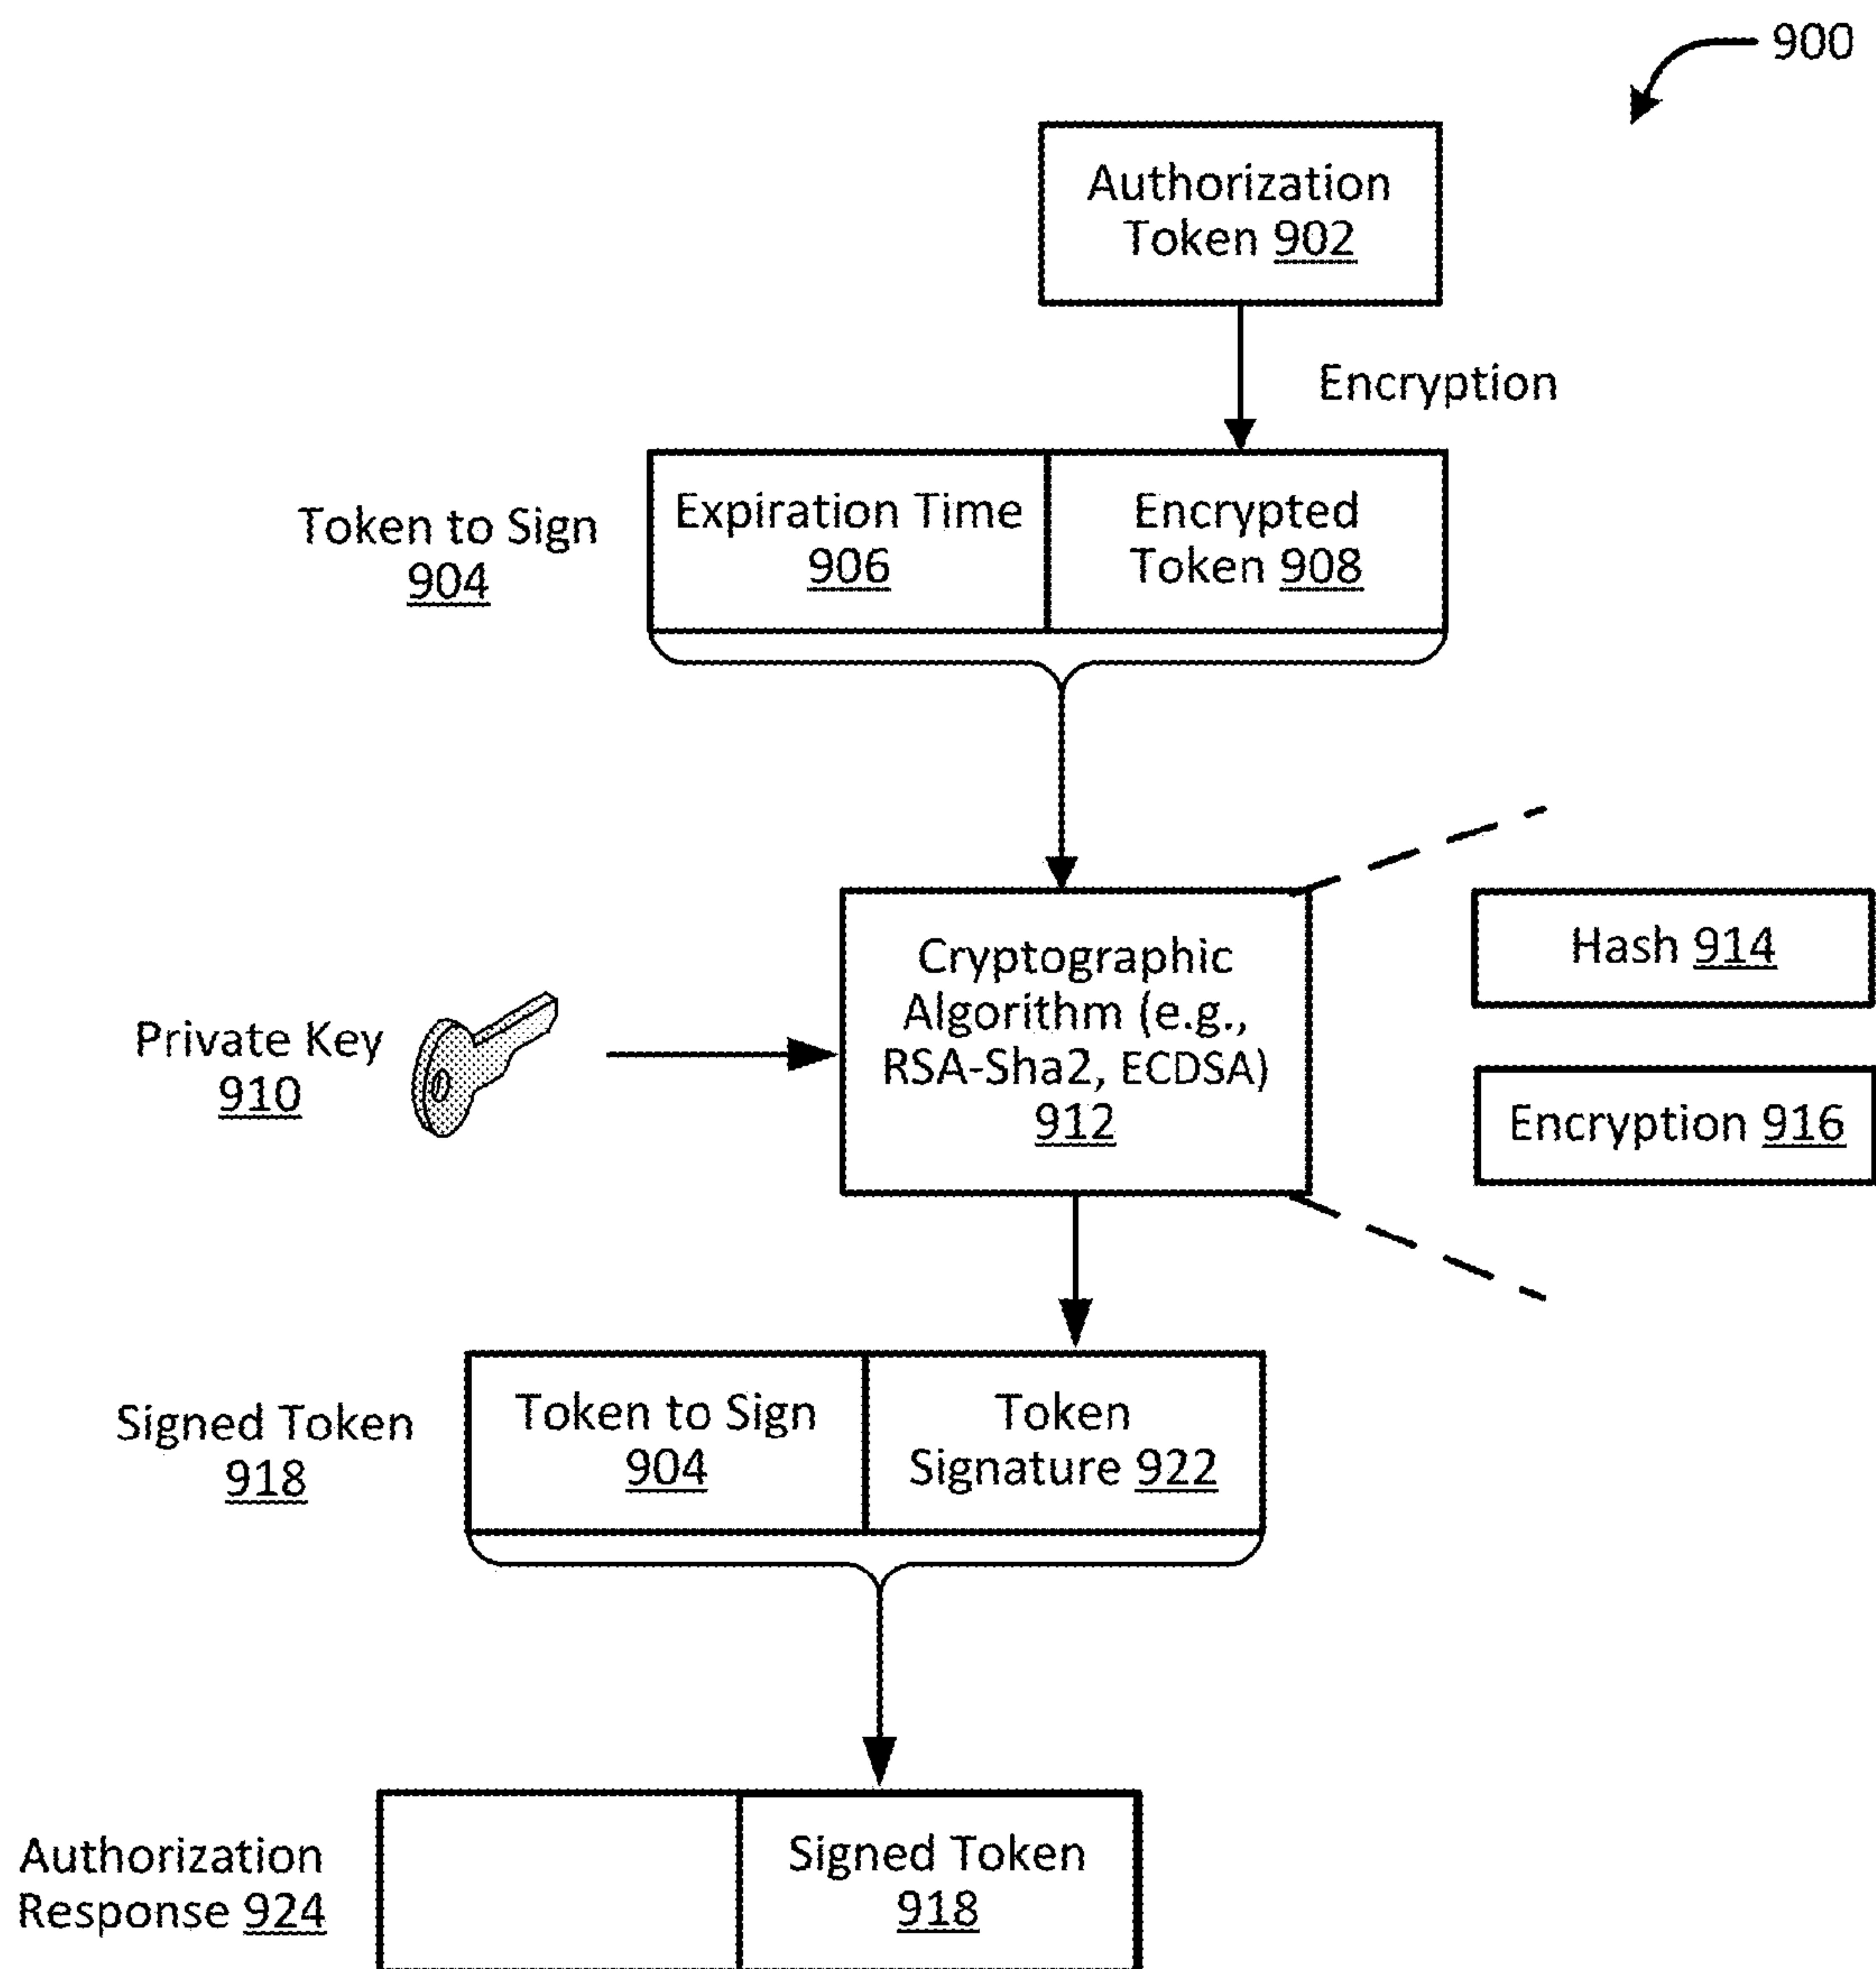 900
Authorization
Token 902
Encryption
Token to Sign
904
Expiration Time
906
Encrypted
Token 908
Private Key
910
Cryptographic
Algorithm (e.g.,
RSA-Sha2, ECDSA)
912
Hash 914
Encryption 916
Signed Token
918
Token to Sign
904
Token
Signature 922
Authorization
Response 924
Signed Token
918